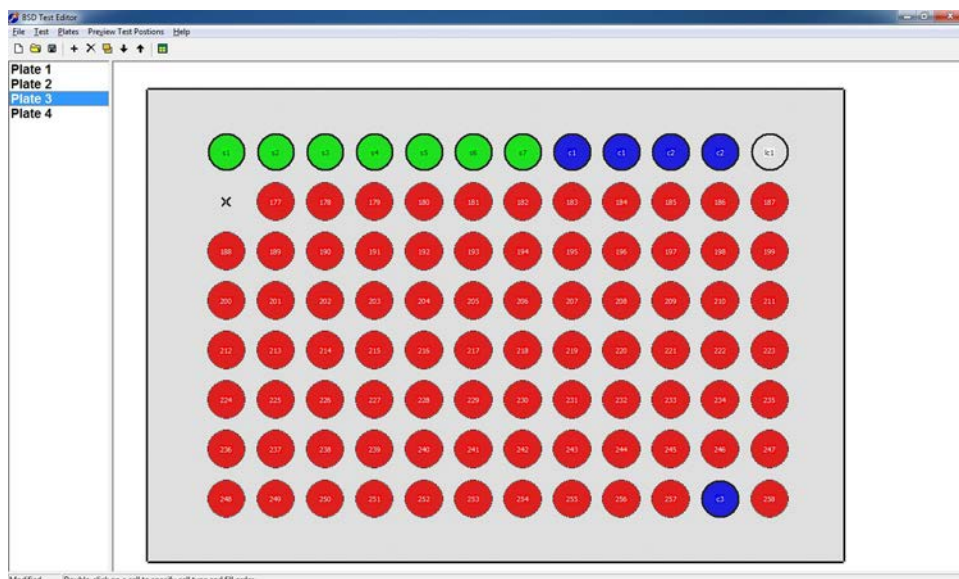 BSD Test Editor
File Test Plates Preview Test Postions Help
Plate 1
Plate 2
Plate 3
Plate 4
s1 s2 s3 s4 s5 s6 s7 c1 c1 c2 c2 lc1
177 178 179 180 181 182 183 184 185 186 187
188 189 190 191 192 193 194 195 196 197 198 199
200 201 202 203 204 205 206 207 208 209 210 211
212 213 214 215 216 217 218 219 220 221 222 223
224 225 226 227 228 229 230 231 232 233 234 235
236 237 238 239 240 241 242 243 244 245 246 247
248 249 250 251 252 253 254 255 256 257 c3 258